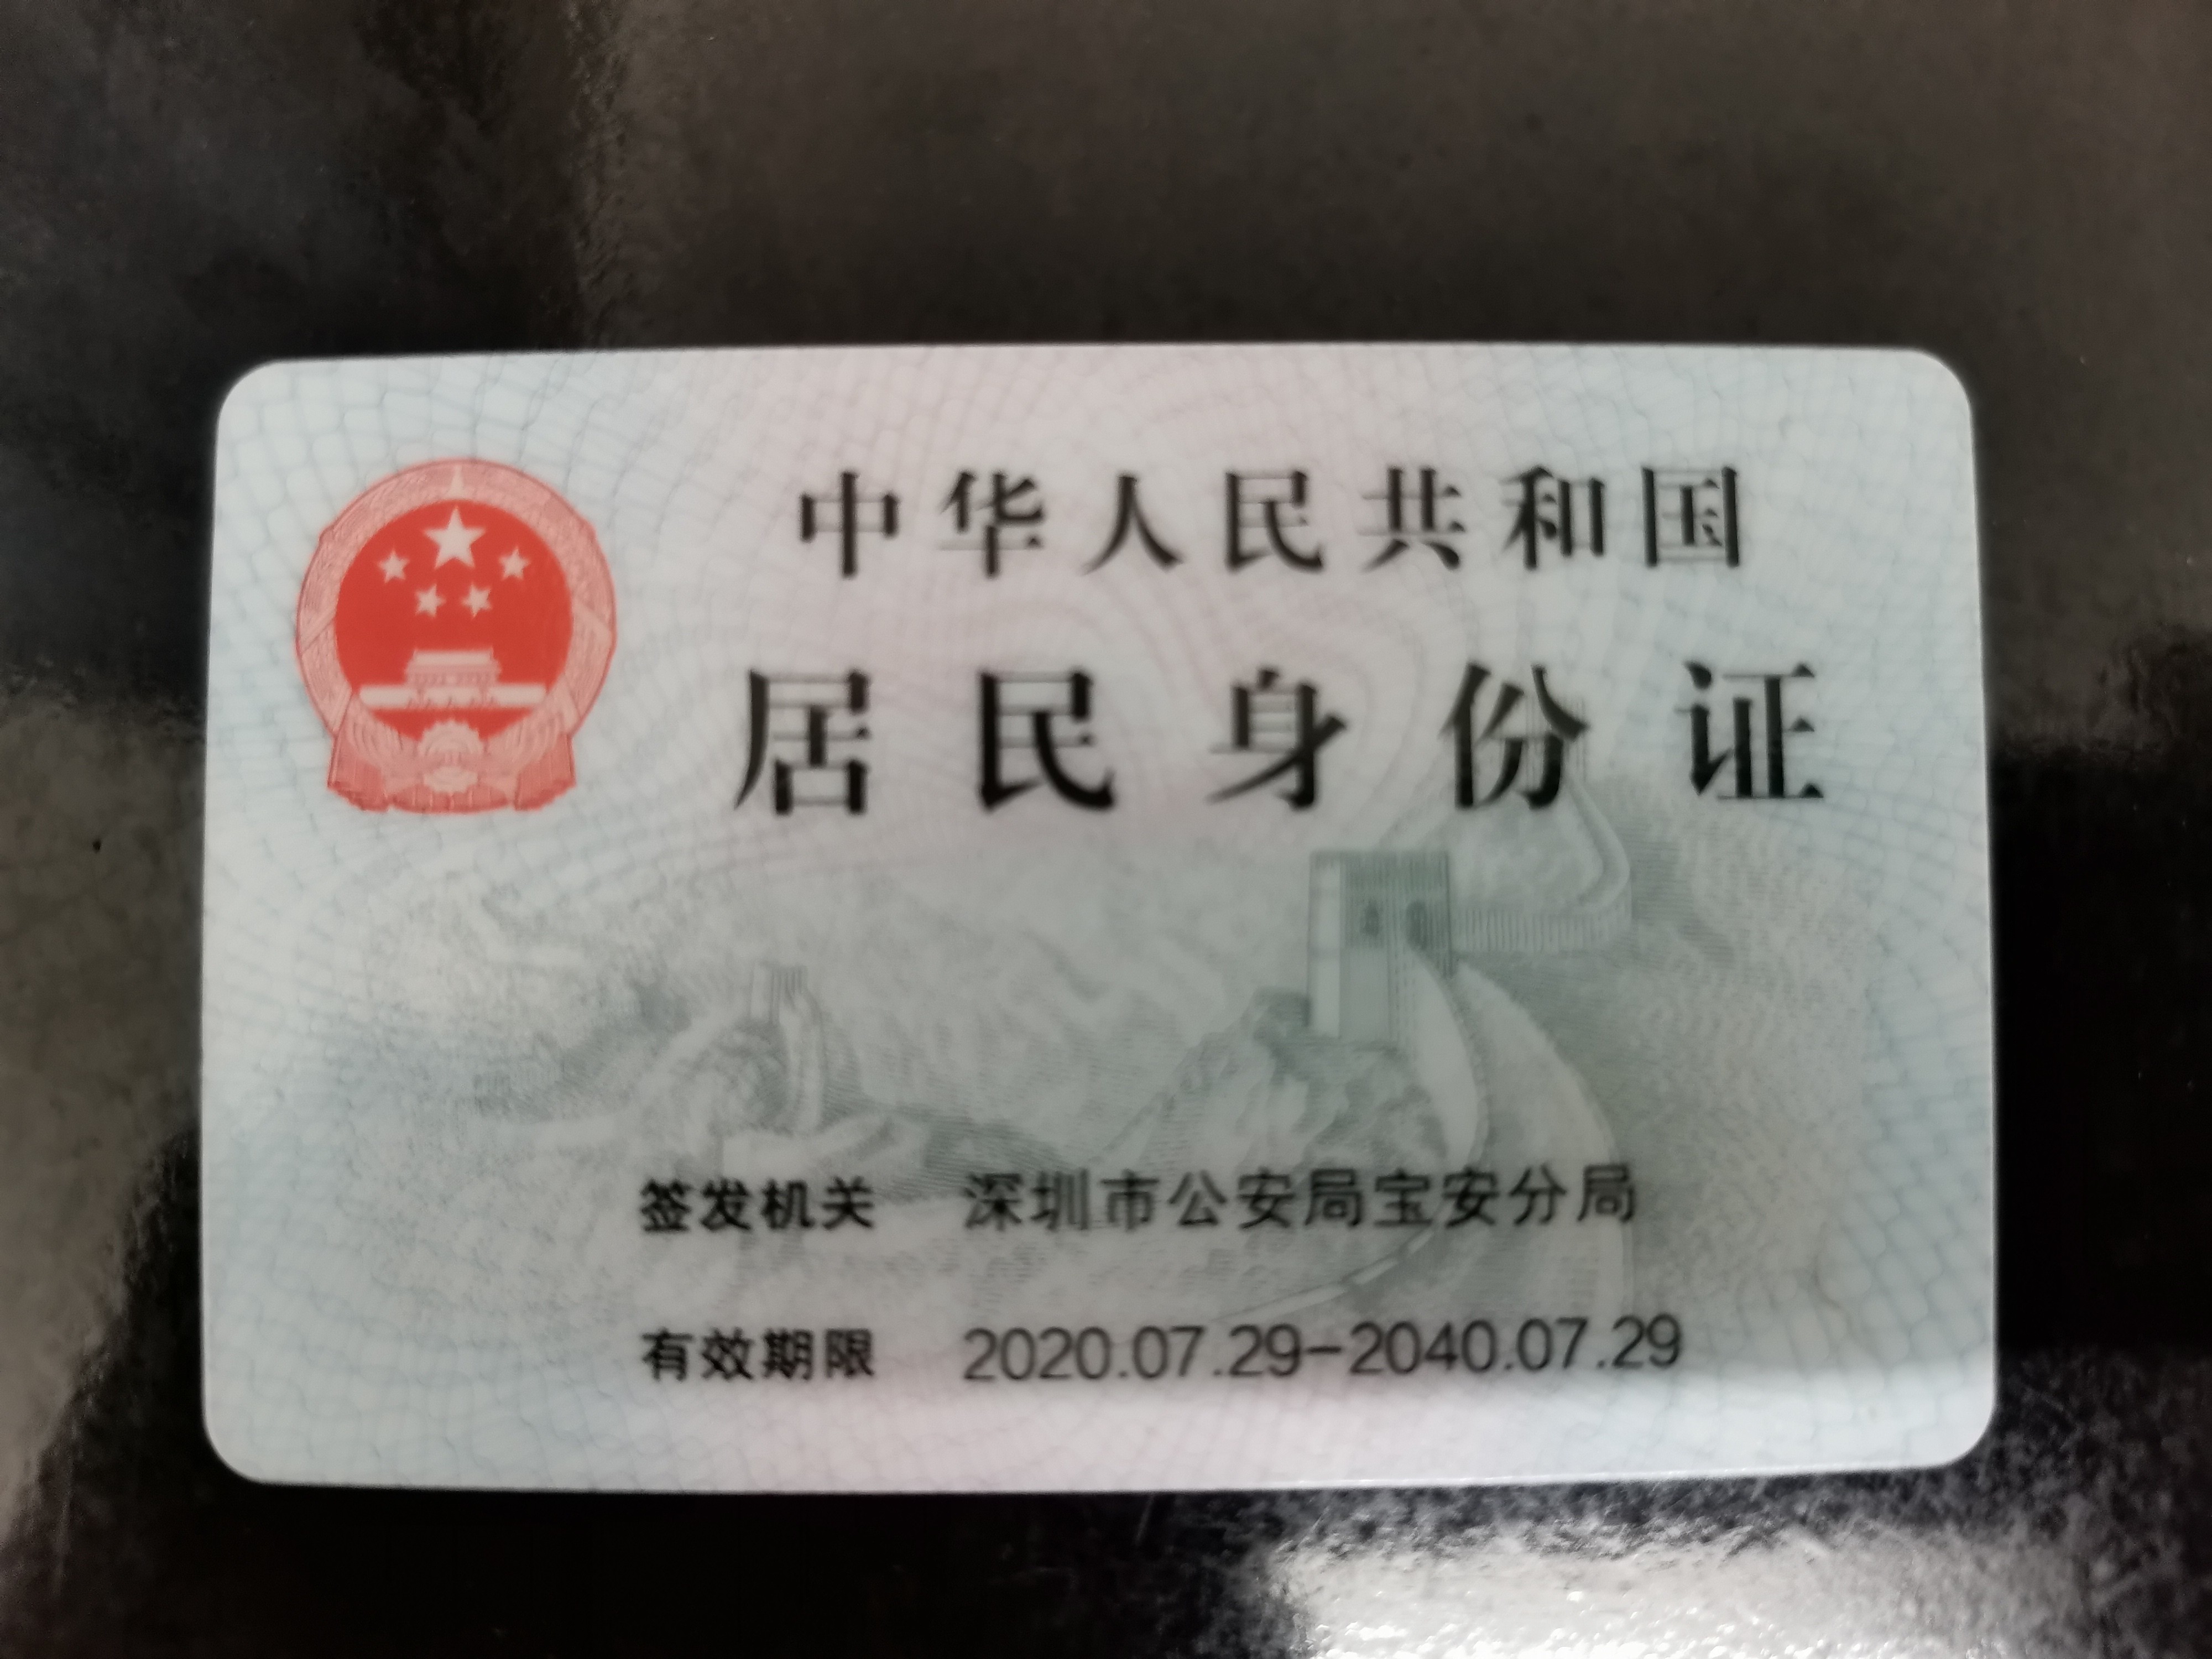 中华人民共和国
居民身份证
签发机关 深圳市公安局宝安分局
有效期限 2020.07.29-2040.07.29